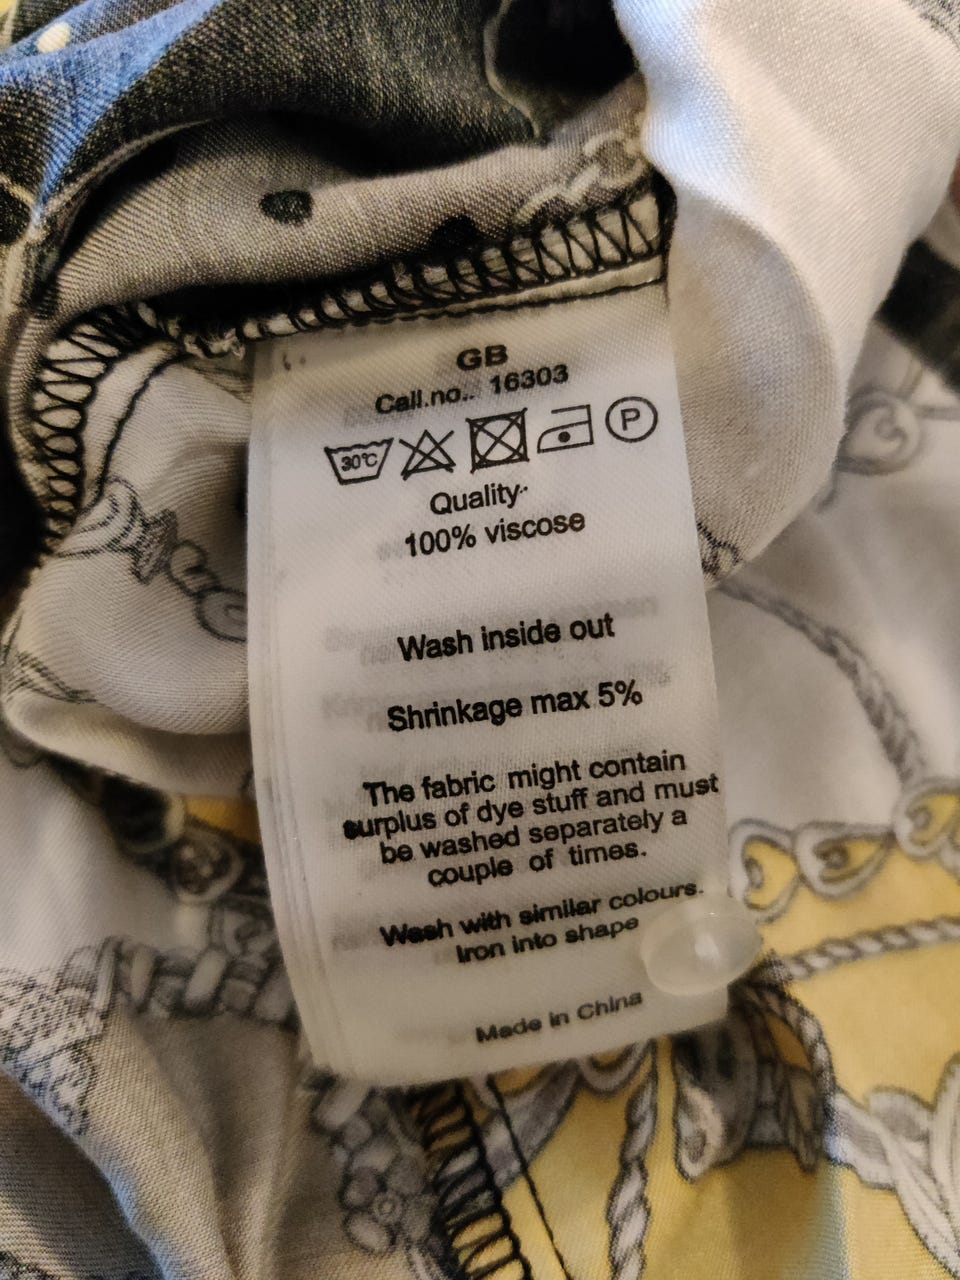 GB
Call.no.. 16303
30°C P
Quality·
100% viscose
Wash inside out
Shrinkage max 5%
The fabric might contain
surplus of dye stuff and must
be washed separately a
couple of times.
Wash with similar colours.
Iron into shape
Made in China